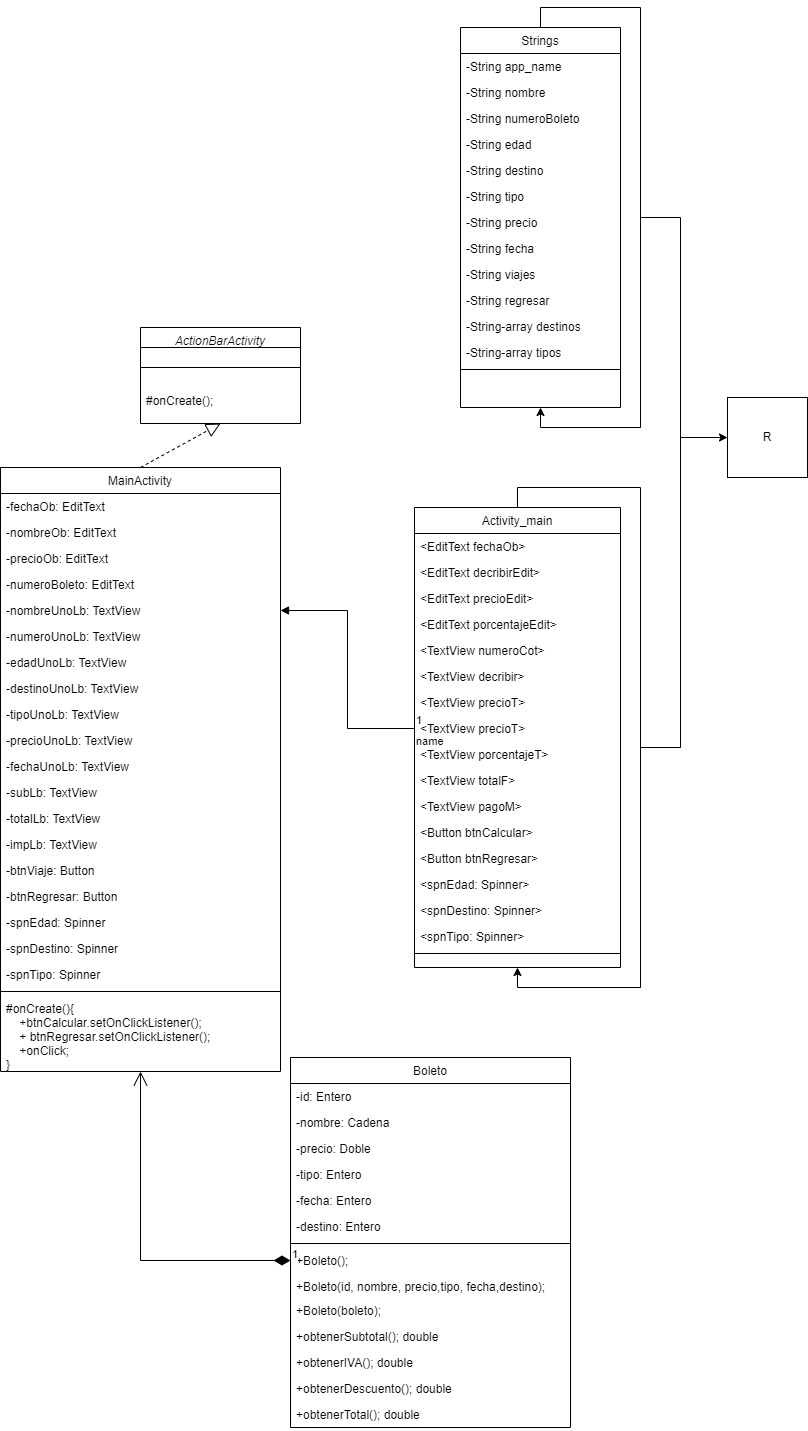 Strings
-String app_name
-String nombre
-String numeroBoleto
-String edad
-String destino
-String tipo
-String precio
-String fecha
-String viajes
-String regresar
-String-array destinos
-String-array tipos
ActionBarActivity
#onCreate();
R
MainActivity
-fechaOb: EditText
-nombreOb: EditText
-precioOb: EditText
-numeroBoleto: EditText
-nombreUnoLb: TextView
-numeroUnoLb: TextView
-edadUnoLb: TextView
-destinoUnoLb: TextView
-tipoUnoLb: TextView
-precioUnoLb: TextView
-fechaUnoLb: TextView
-subLb: TextView
-totalLb: TextView
-impLb: TextView
-btnViaje: Button
-btnRegresar: Button
-spnEdad: Spinner
-spnDestino: Spinner
-spnTipo: Spinner
#onCreate(){
+btnCalcular.setOnClickListener();
+ btnRegresar.setOnClickListener();
+onClick;
}
Activity_main
<EditText fechaOb>
<EditText decribirEdit>
<EditText precioEdit>
<EditText porcentajeEdit>
<TextView numeroCot>
<TextView decribir>
<TextView precioT>
1
<TextView precioT>
name
<TextView porcentajeT>
<TextView totalF>
<TextView pagoM>
<Button btnCalcular>
<Button btnRegresar>
<spnEdad: Spinner>
<spnDestino: Spinner>
<spnTipo: Spinner>
Boleto
-id: Entero
-nombre: Cadena
-precio: Doble
-tipo: Entero
-fecha: Entero
-destino: Entero
1
+Boleto();
+Boleto(id, nombre, precio,tipo, fecha,destino);
+Boleto(boleto);
+obtenerSubtotal(); double
+obtenerIVA(); double
+obtenerDescuento(); double
+obtenerTotal(); double